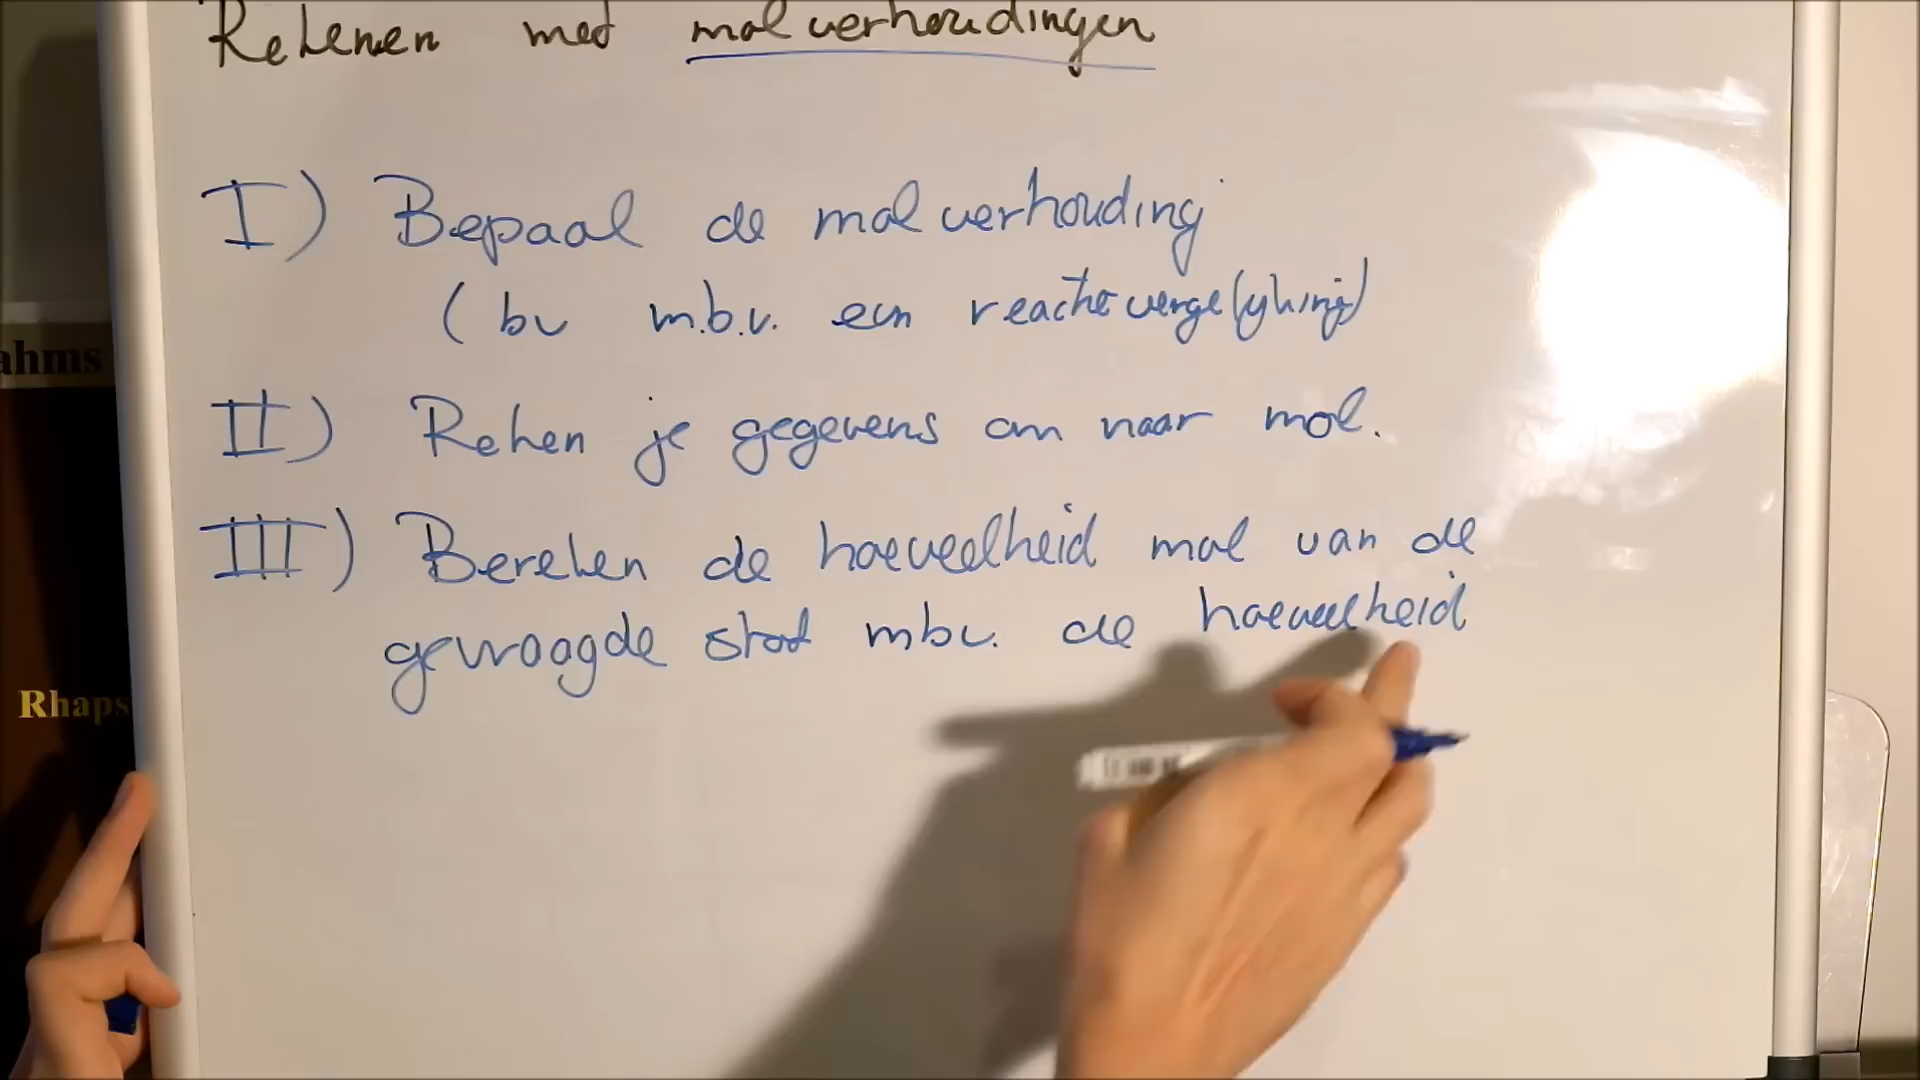 Rekenen met molverhoudingen
I) Bepaal de molverhouding
(bv m.b.v. een reactievergelijking)
II) Reken je gegevens om naar mol.
III) Bereken de hoeveelheid mol van de
gevraagde stof mbv. de hoeveelheid
ahms
Rhaps